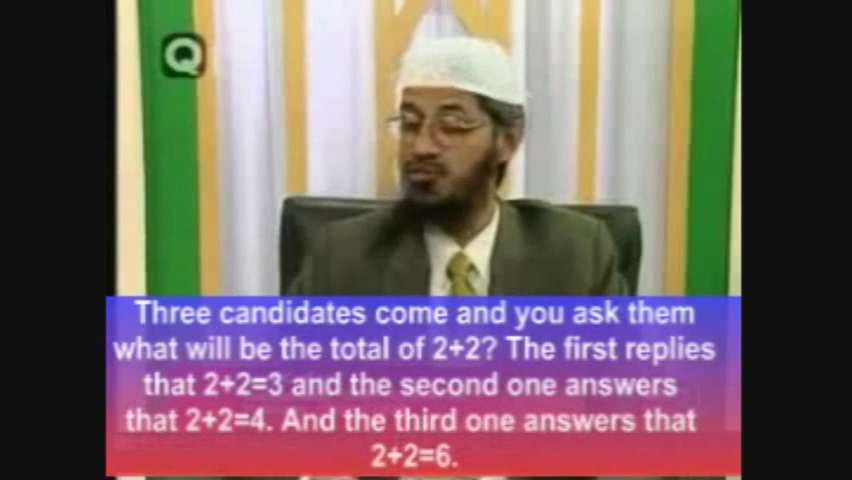 Q
Three candidates come and you ask them
what will be the total of 2+2? The first replies
that 2+2=3 and the second one answers
that 2+2=4. And the third one answers that
2+2=6.